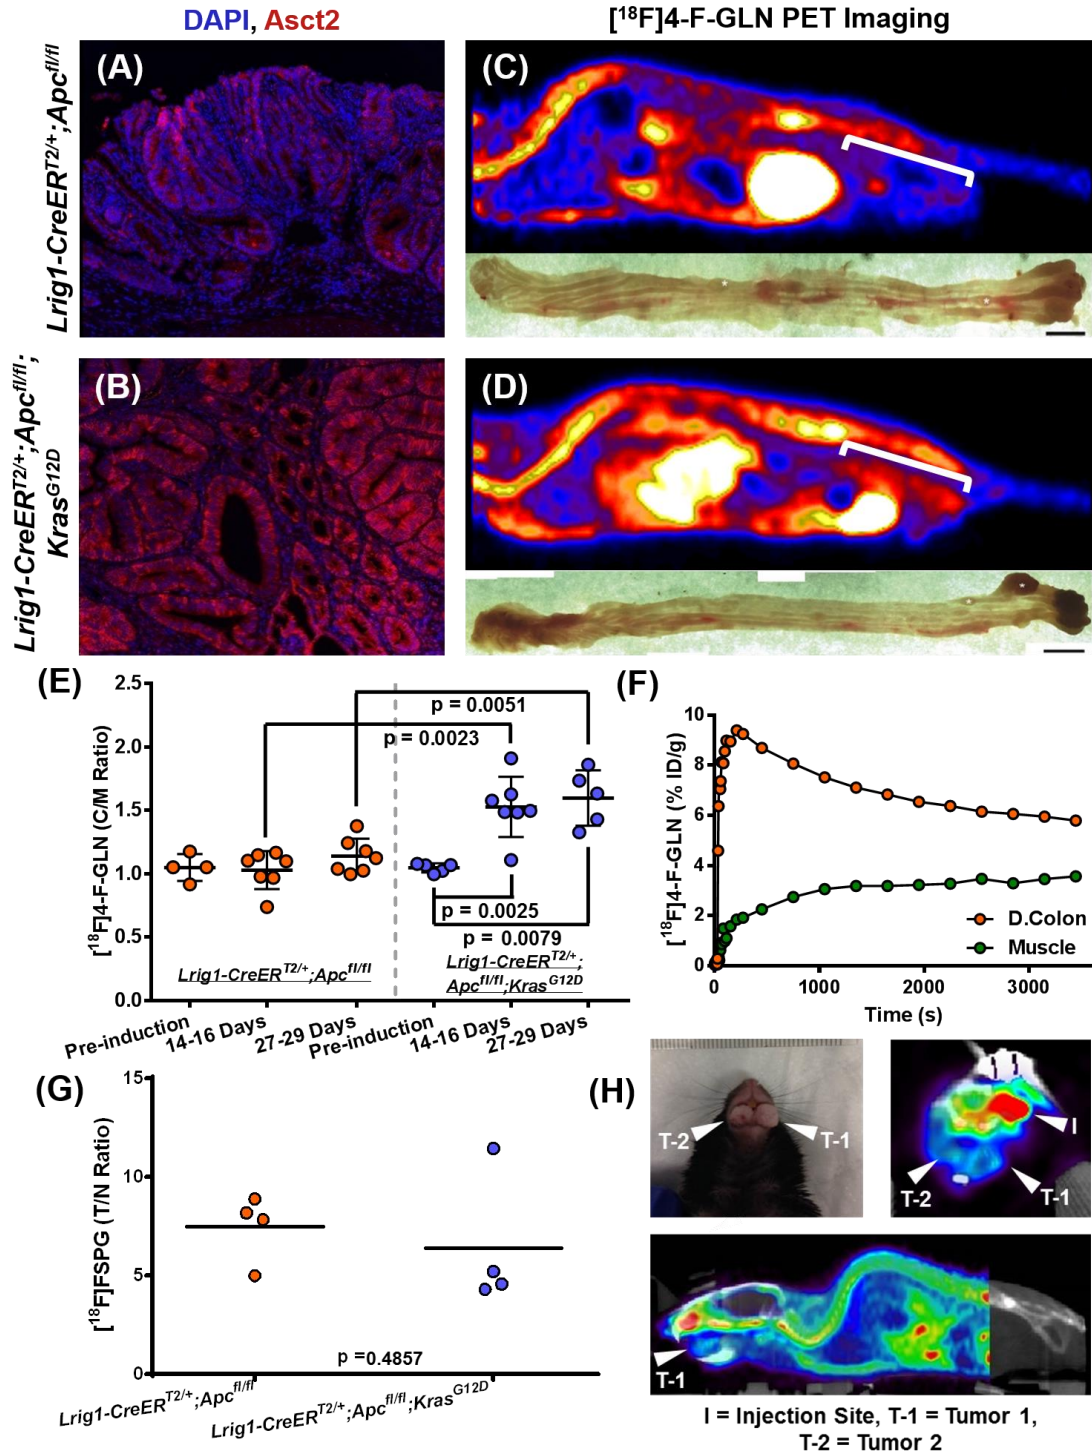 DAPI, Asct2
[18F]4-F-GLN PET Imaging
Lrig1-CreERT2/+;Apcfl/fl
(A)
(C)
Lrig1-CreERT2/+;Apcfl/fl;
KrasG12D
(B)
(D)
(E)
[18F]4-F-GLN (C/M Ratio)
2.5
2.0
1.5
1.0
0.5
0.0
p = 0.0051
p = 0.0023
p = 0.0025
p = 0.0079
Lrig1-CreERT2/+;Apcfl/fl
Lrig1-CreERT2/+;
Apcfl/fl;KrasG12D
Pre-induction
14-16 Days
27-29 Days
Pre-induction
14-16 Days
27-29 Days
(F)
[18F]4-F-GLN (% ID/g)
10
8
6
4
2
0
D.Colon
Muscle
0 1000 2000 3000
Time (s)
(G)
[18F]FSPG (T/N Ratio)
15
10
5
0
p =0.4857
Lrig1-CreERT2/+;Apcfl/fl
Lrig1-CreERT2/+;Apcfl/fl;KrasG12D
(H)
T-2
T-1
I
T-2
T-1
T-1
I = Injection Site, T-1 = Tumor 1,
T-2 = Tumor 2